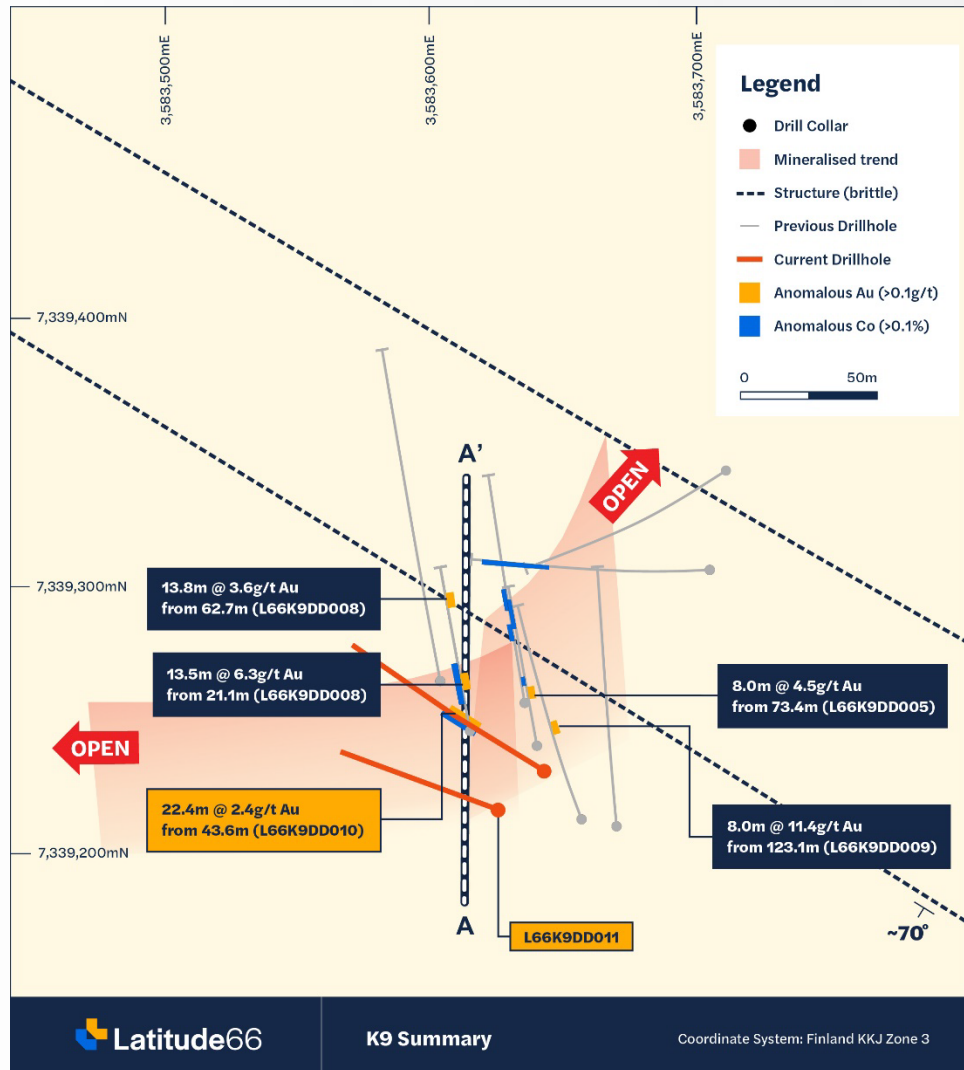 3,583,500mE
3,583,600mE
3,583,700mE
Legend
Drill Collar
Mineralised trend
Structure (brittle)
Previous Drillhole
Current Drillhole
Anomalous Au (>0.1g/t)
Anomalous Co (>0.1%)
0 50m
7,339,400mN
A'
OPEN
7,339,300mN
13.8m @ 3.6g/t Au
from 62.7m (L66K9DD008)
13.5m @ 6.3g/t Au
from 21.1m (L66K9DD008)
8.0m @ 4.5g/t Au
from 73.4m (L66K9DD005)
OPEN
22.4m @ 2.4g/t Au
from 43.6m (L66K9DD010)
8.0m @ 11.4g/t Au
from 123.1m (L66K9DD009)
7,339,200mN
A
L66K9DD011
~70°
Latitude66
K9 Summary
Coordinate System: Finland KKJ Zone 3